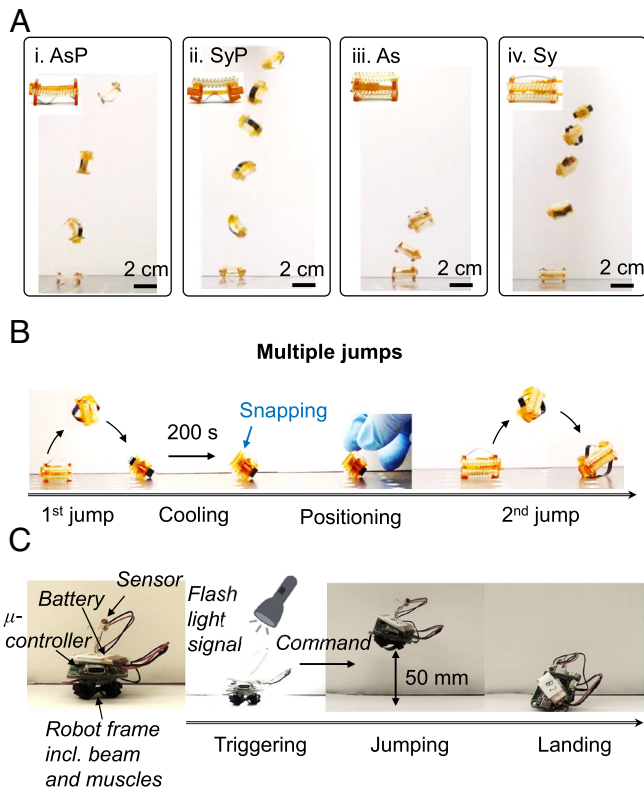 A
i. AsP
ii. SyP
iii. As
iv. Sy
2 cm
2 cm
2 cm
2 cm
B
Multiple jumps
Snapping
200 s
1st jump
Cooling
Positioning
2nd jump
C
Sensor
Battery
μ-
controller
Robot frame
incl. beam
and muscles
Flash
light
signal
Command
50 mm
Triggering
Jumping
Landing